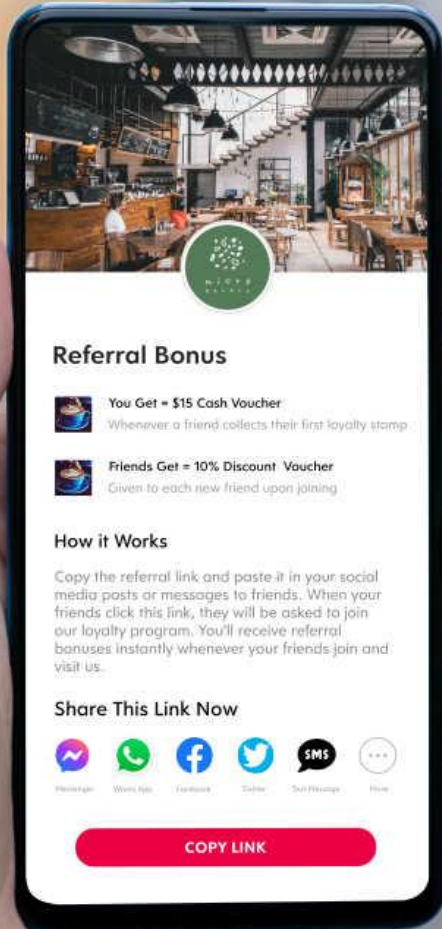 micro
Referral Bonus
You Get = $15 Cash Voucher
Whenever a friend collects their first loyalty stamp
Friends Get = 10% Discount Voucher
Given to each new friend upon joining
How it Works
Copy the referral link and paste it in your social
media posts or messages to friends. When your
friends click this link, they will be asked to join
our loyalty program. You'll receive referral
bonuses instantly whenever your friends join and
visit us.
Share This Link Now
SMS
Messenger Whats App Facebook Twitter Text Message More
COPY LINK